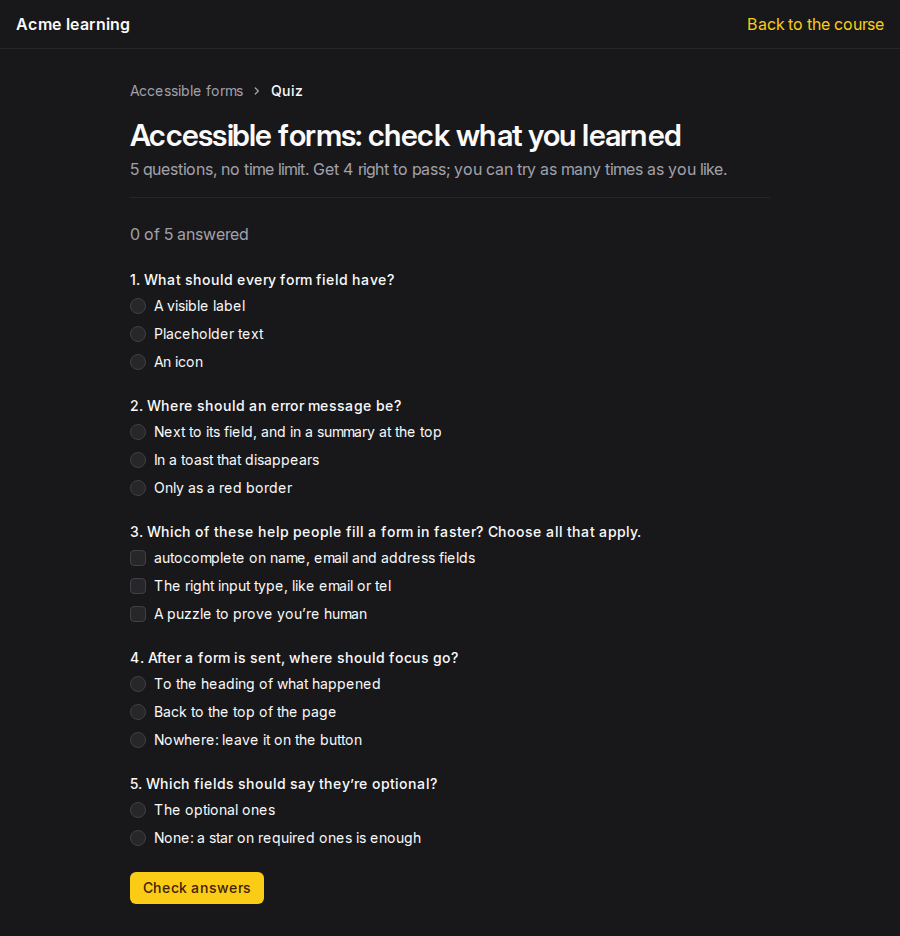 Acme learning
Back to the course
Accessible forms > Quiz
Accessible forms: check what you learned
5 questions, no time limit. Get 4 right to pass; you can try as many times as you like.
0 of 5 answered
1. What should every form field have?
A visible label
Placeholder text
An icon
2. Where should an error message be?
Next to its field, and in a summary at the top
In a toast that disappears
Only as a red border
3. Which of these help people fill a form in faster? Choose all that apply.
autocomplete on name, email and address fields
The right input type, like email or tel
A puzzle to prove you’re human
4. After a form is sent, where should focus go?
To the heading of what happened
Back to the top of the page
Nowhere: leave it on the button
5. Which fields should say they’re optional?
The optional ones
None: a star on required ones is enough
Check answers